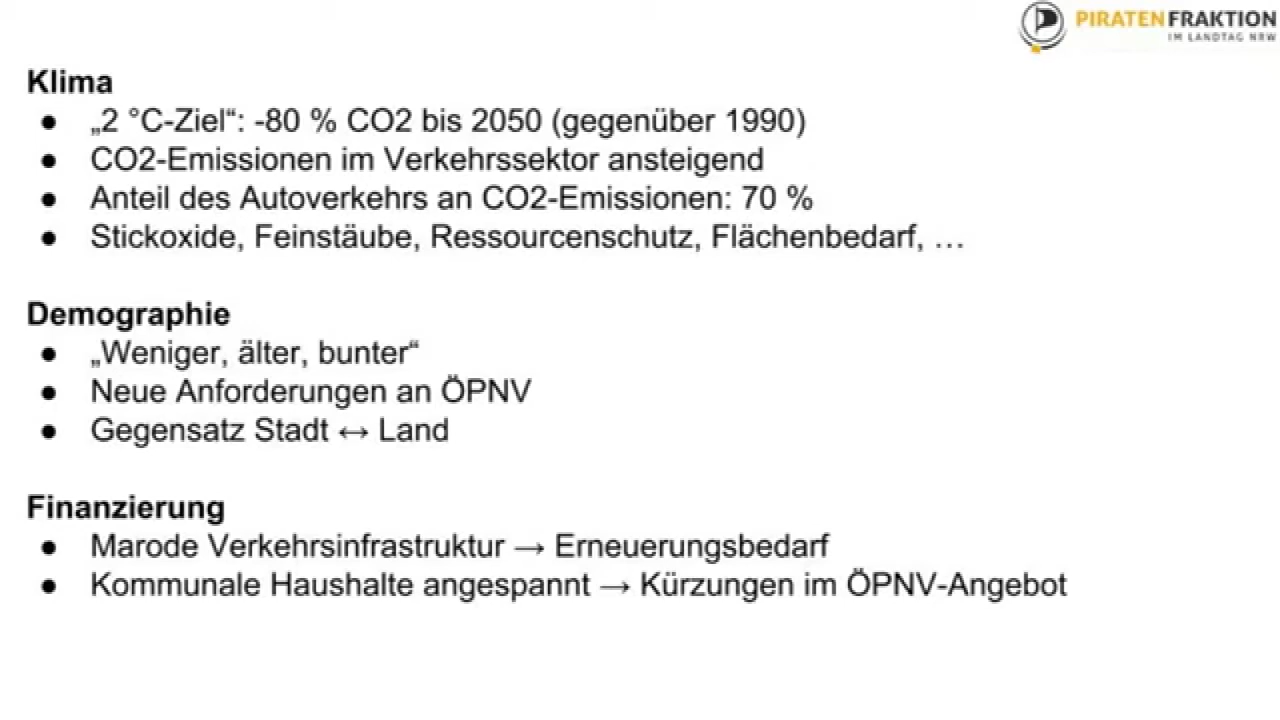 PIRATENFRAKTION
IM LANDTAG NRW
Klima
● „2 °C-Ziel“: -80 % CO2 bis 2050 (gegenüber 1990)
● CO2-Emissionen im Verkehrssektor ansteigend
● Anteil des Autoverkehrs an CO2-Emissionen: 70 %
● Stickoxide, Feinstäube, Ressourcenschutz, Flächenbedarf, …
Demographie
● „Weniger, älter, bunter“
● Neue Anforderungen an ÖPNV
● Gegensatz Stadt ↔ Land
Finanzierung
● Marode Verkehrsinfrastruktur → Erneuerungsbedarf
● Kommunale Haushalte angespannt → Kürzungen im ÖPNV-Angebot